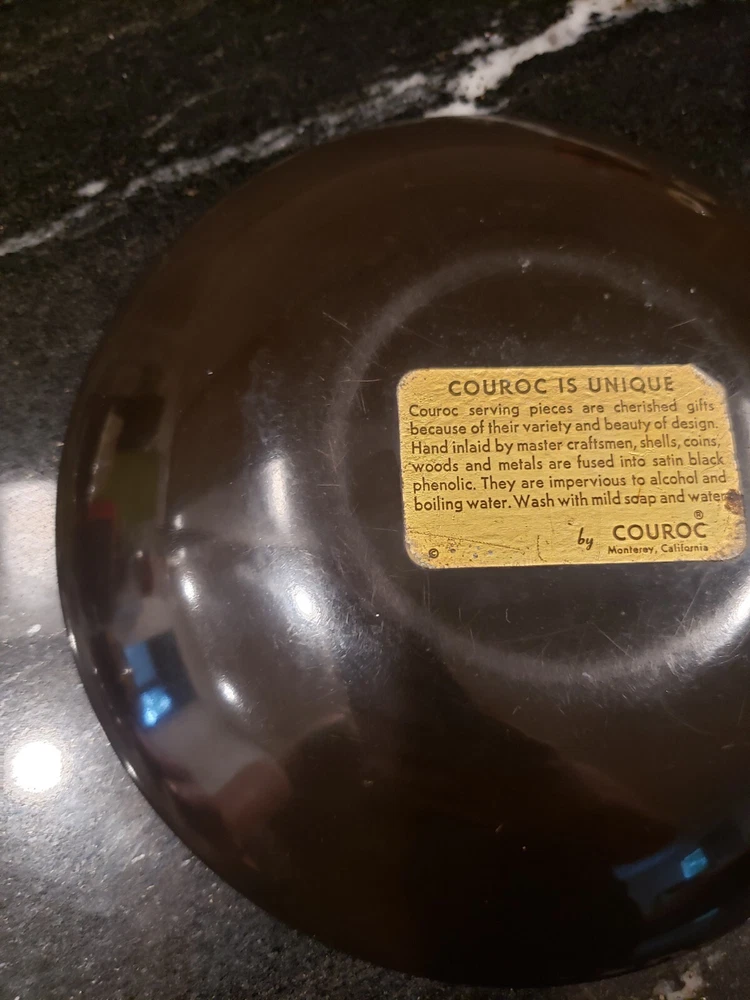 COUROC IS UNIQUE
Couroc serving pieces are cherished gifts
because of their variety and beauty of design.
Hand inlaid by master craftsmen, shells, coins,
woods and metals are fused into satin black
phenolic. They are impervious to alcohol and
boiling water. Wash with mild soap and water
by COUROC®
© Monterey, California